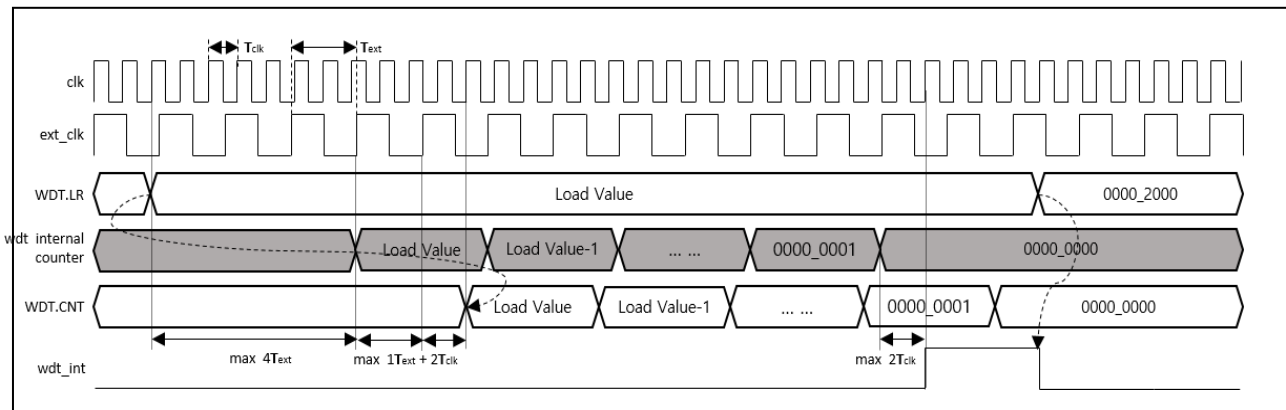 Tclk Text
clk
ext_clk
WDT.LR Load Value 0000_2000
wdt internal counter Load Value Load Value-1 ... ... 0000_0001 0000_0000
WDT.CNT Load Value Load Value-1 ... ... 0000_0001 0000_0000
max 4Text max 1Text + 2Tclk max 2Tclk
wdt_int